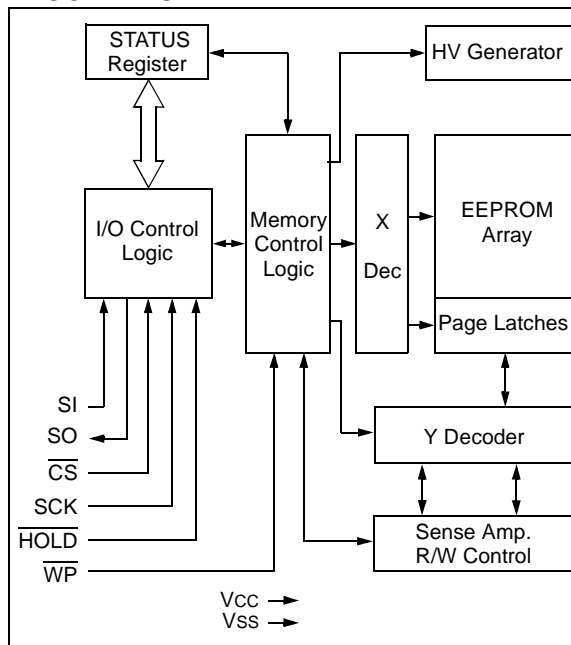 STATUS
Register
HV Generator
I/O Control
Logic
Memory
Control
Logic
X
Dec
EEPROM
Array
Page Latches
Y Decoder
Sense Amp.
R/W Control
SI
SO
CS
SCK
HOLD
WP
VCC
VSS